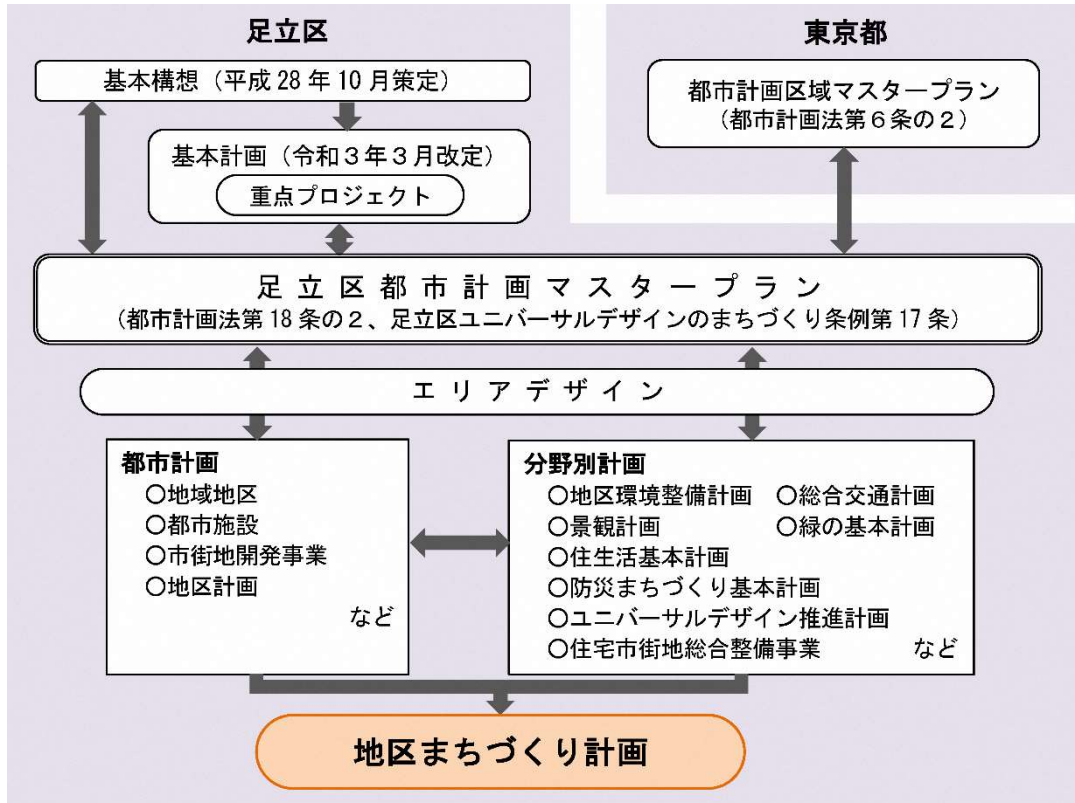 足立区
基本構想（平成28年10月策定）
基本計画（令和３年３月改定）
重点プロジェクト
東京都
都市計画区域マスタープラン
（都市計画法第６条の２）
足立区都市計画マスタープラン
（都市計画法第18条の２、足立区ユニバーサルデザインのまちづくり条例第17条）
エリアデザイン
都市計画
○地域地区
○都市施設
○市街地開発事業
○地区計画
など
分野別計画
○地区環境整備計画　○総合交通計画
○景観計画　○緑の基本計画
○住生活基本計画
○防災まちづくり基本計画
○ユニバーサルデザイン推進計画
○住宅市街地総合整備事業　など
地区まちづくり計画